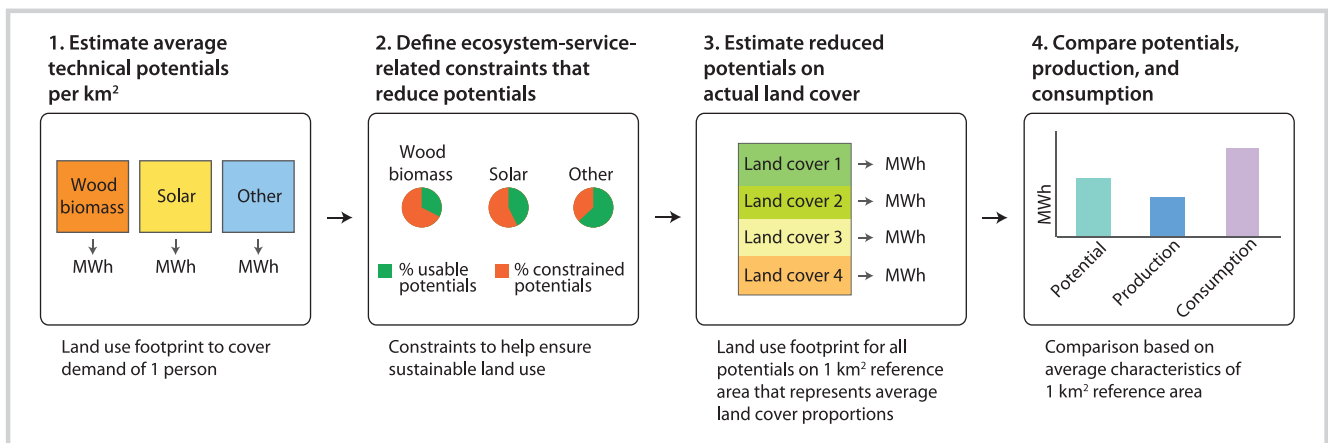 1. Estimate average
technical potentials
per km²
Wood
biomass
Solar
Other
MWh
MWh
MWh
Land use footprint to cover
demand of 1 person
2. Define ecosystem-service-
related constraints that
reduce potentials
Wood
biomass
Solar
Other
% usable
potentials
% constrained
potentials
Constraints to help ensure
sustainable land use
3. Estimate reduced
potentials on
actual land cover
Land cover 1
MWh
Land cover 2
MWh
Land cover 3
MWh
Land cover 4
MWh
Land use footprint for all
potentials on 1 km² reference
area that represents average
land cover proportions
4. Compare potentials,
production, and
consumption
MWh
Potential
Production
Consumption
Comparison based on
average characteristics of
1 km² reference area